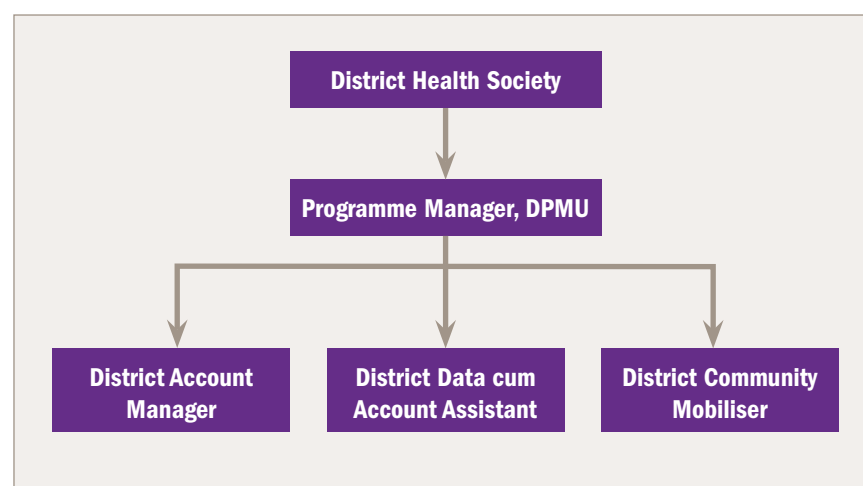 District Health Society
Programme Manager, DPMU
District Account
Manager
District Data cum
Account Assistant
District Community
Mobiliser